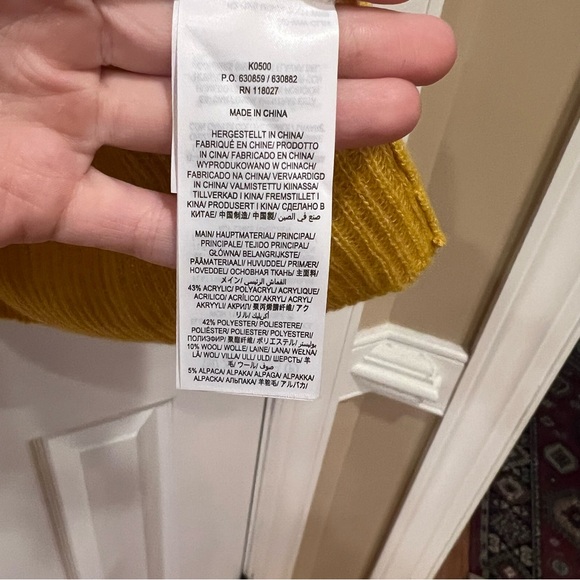 K0500
P.O. 630859 / 630882
RN 118027
MADE IN CHINA
HERGESTELLT IN CHINA/
FABRIQUÉ EN CHINE/ PRODOTTO
IN CINA/ FABRICADO EN CHINA/
WYPRODUKOWANO W CHINACH/
FABRICADO NA CHINA/ VERVAARDIGD
IN CHINA/ VALMISTETTU KIINASSA/
TILLVERKAD I KINA/ FREMSTILLET I
KINA/ PRODUSERT I KINA/ СДЕЛАНО В
КИТАЕ/ 中国制造/ 中国製/ صنع في الصين
MAIN/ HAUPTMATERIAL/ PRINCIPAL/
PRINCIPALE/ TEJIDO PRINCIPAL/
GŁÓWNA/ BELANGRIJKSTE/
PÄÄMATERIAALI/ HUVUDDEL/ PRIMÆR/
HOVEDDEL/ ОСНОВНАЯ ТКАНЬ/ 主面料/
メイン/ القماش الرئيسي
43% ACRYLIC/ POLYACRYL/ ACRYLIQUE/
ACRILICO/ ACRÍLICO/ AKRYL/ ACRYL/
AKRYYLI/ АКРИЛ/ 聚丙烯腈纤维/ アク
リル/ أكريليك
42% POLYESTER/ POLIESTERE/
POLIÉSTER/ POLIESTER/ POLYESTERI/
ПОЛИЭФИР/ 聚酯纤维/ ポリエステル/ بوليستر
10% WOOL/ WOLLE/ LAINE/ LANA/ WEŁNA/
LÃ/ WOL/ VILLA/ ULL/ ULD/ ШЕРСТЬ/ 羊
毛/ ウール/ صوف
5% ALPACA/ ALPAKA/ ALPAGA/ ALPAKKA/
ALPACKA/ АЛЬПАКА/ 羊驼毛/ アルパカ/